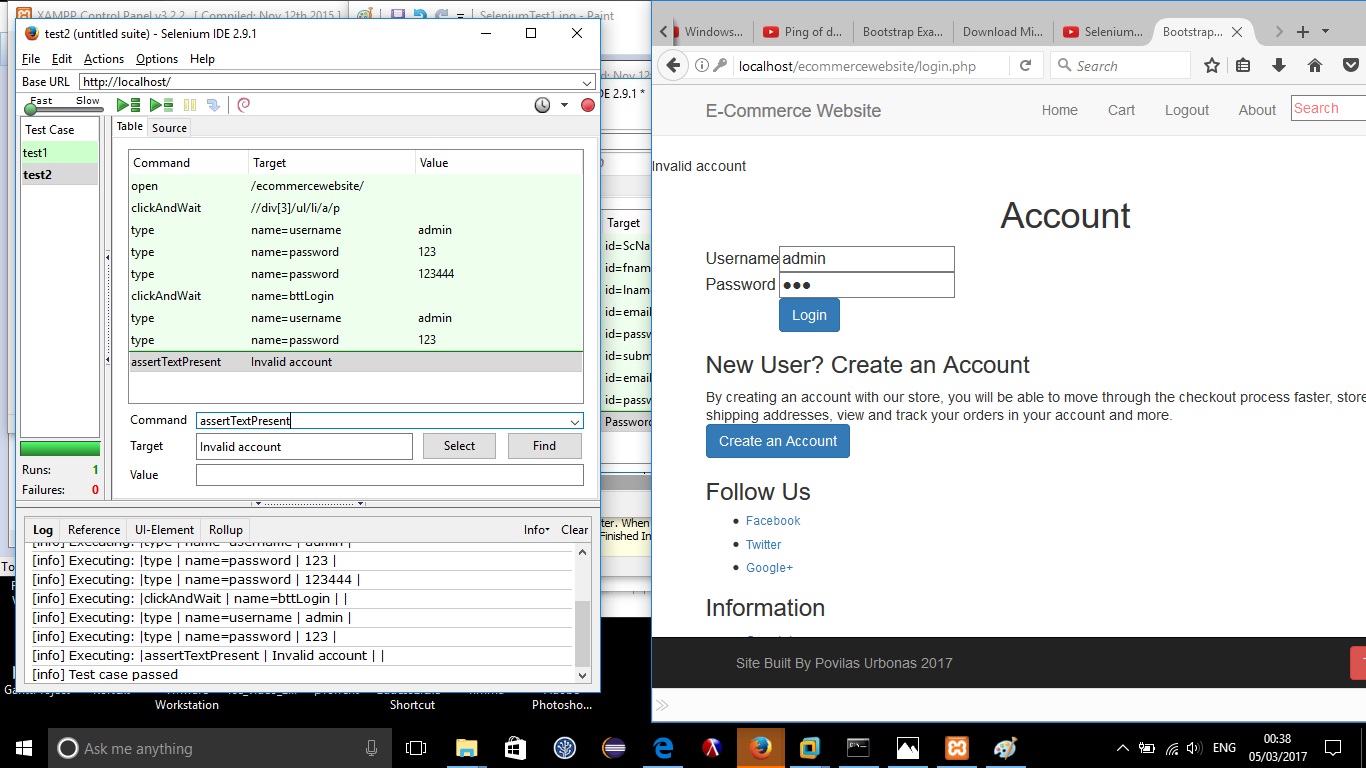 XAMPP Control Panel v3.2.2 [ Compiled: Nov 12th 2015 ]
SeleniumTest1.jpg - Paint
test2 (untitled suite) - Selenium IDE 2.9.1
File Edit Actions Options Help
Base URL http://localhost/
Fast Slow
Test Case
test1
test2
Runs: 1
Failures: 0
Table Source
Command Target Value
open /ecommercewebsite/
clickAndWait //div[3]/ul/li/a/p
type name=username admin
type name=password 123
type name=password 123444
clickAndWait name=bttLogin
type name=username admin
type name=password 123
assertTextPresent Invalid account
Command assertTextPresent
Target Invalid account Select Find
Value
Log Reference UI-Element Rollup Info Clear
[info] Executing: |type | name=username | admin |
[info] Executing: |type | name=password | 123 |
[info] Executing: |type | name=password | 123444 |
[info] Executing: |clickAndWait | name=bttLogin | |
[info] Executing: |type | name=username | admin |
[info] Executing: |type | name=password | 123 |
[info] Executing: |assertTextPresent | Invalid account | |
[info] Test case passed
DE 2.9.1 *
Target
id=ScNa
id=fnam
id=lnam
id=email
id=passw
id=subm
id=email
id=passw
Password
ter. When
Finished In
Workstation
Shortcut
Photosho...
Windows...
Ping of d...
Bootstrap Exa...
Download Mi...
Selenium...
Bootstrap...
localhost/ecommercewebsite/login.php
Search
E-Commerce Website Home Cart Logout About Search
Invalid account
Account
Username admin
Password ●●●
Login
New User? Create an Account
By creating an account with our store, you will be able to move through the checkout process faster, store
shipping addresses, view and track your orders in your account and more.
Create an Account
Follow Us
Facebook
Twitter
Google+
Information
Site Built By Povilas Urbonas 2017
Ask me anything
ENG
00:38
05/03/2017